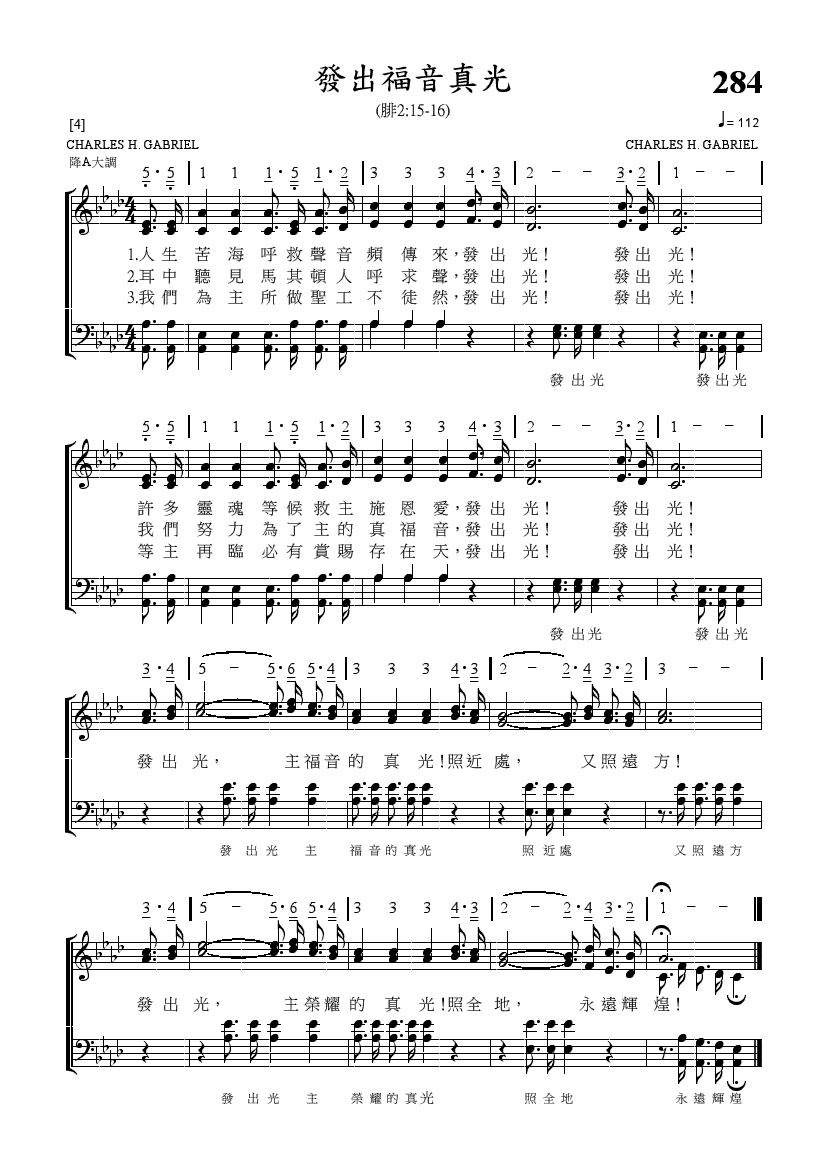 發出福音真光
284
(腓2:15-16)
[4]
♩= 112
CHARLES H. GABRIEL
CHARLES H. GABRIEL
降A大調
5·5 | 1 1 1·5 1·2 | 3 3 3 4·3 | 2 – – 3·2 | 1 – – |
1.人生苦海呼救聲音頻傳來,發出光! 發出光!
2.耳中聽見馬其頓人呼求聲,發出光! 發出光!
3.我們為主所做聖工不徒然,發出光! 發出光!
發出光 發出光
5·5 | 1 1 1·5 1·2 | 3 3 3 4·3 | 2 – – 3·2 | 1 – – |
許多靈魂等候救主施恩愛,發出光! 發出光!
我們努力為了主的真福音,發出光! 發出光!
等主再臨必有賞賜存在天,發出光! 發出光!
發出光 發出光
3·4 | 5 – 5·6 5·4 | 3 3 3 4·3 | 2 – 2·4 3·2 | 3 – – |
發出光, 主福音的真光!照近處, 又照遠方!
發出光主 福音的真光 照近處 又照遠方
3·4 | 5 – 5·6 5·4 | 3 3 3 4·3 | 2 – 2·4 3·2 | 1 – – ‖
發出光, 主榮耀的真光!照全地, 永遠輝煌!
發出光主 榮耀的真光 照全地 永遠輝煌